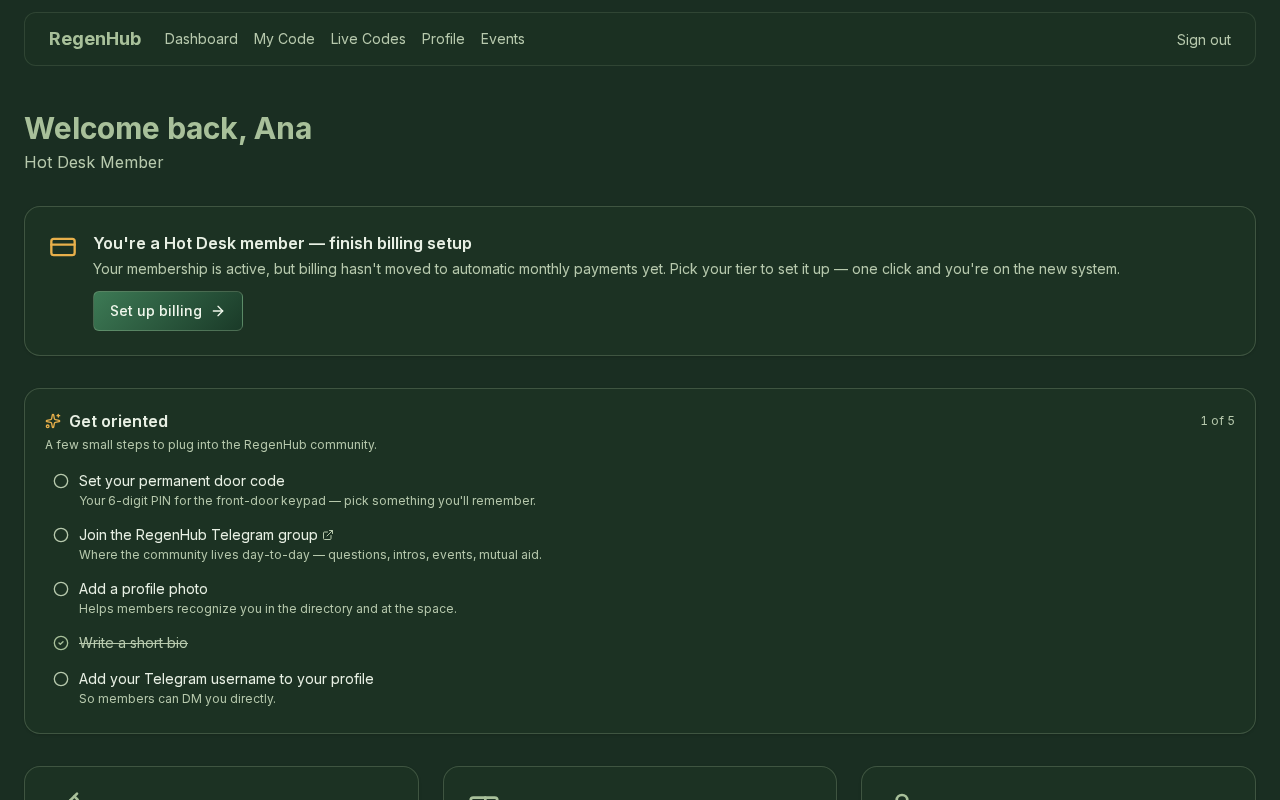 RegenHub Dashboard My Code Live Codes Profile Events Sign out
Welcome back, Ana
Hot Desk Member
You're a Hot Desk member — finish billing setup
Your membership is active, but billing hasn't moved to automatic monthly payments yet. Pick your tier to set it up — one click and you're on the new system.
Set up billing
Get oriented 1 of 5
A few small steps to plug into the RegenHub community.
Set your permanent door code
Your 6-digit PIN for the front-door keypad — pick something you'll remember.
Join the RegenHub Telegram group
Where the community lives day-to-day — questions, intros, events, mutual aid.
Add a profile photo
Helps members recognize you in the directory and at the space.
Write a short bio
Add your Telegram username to your profile
So members can DM you directly.